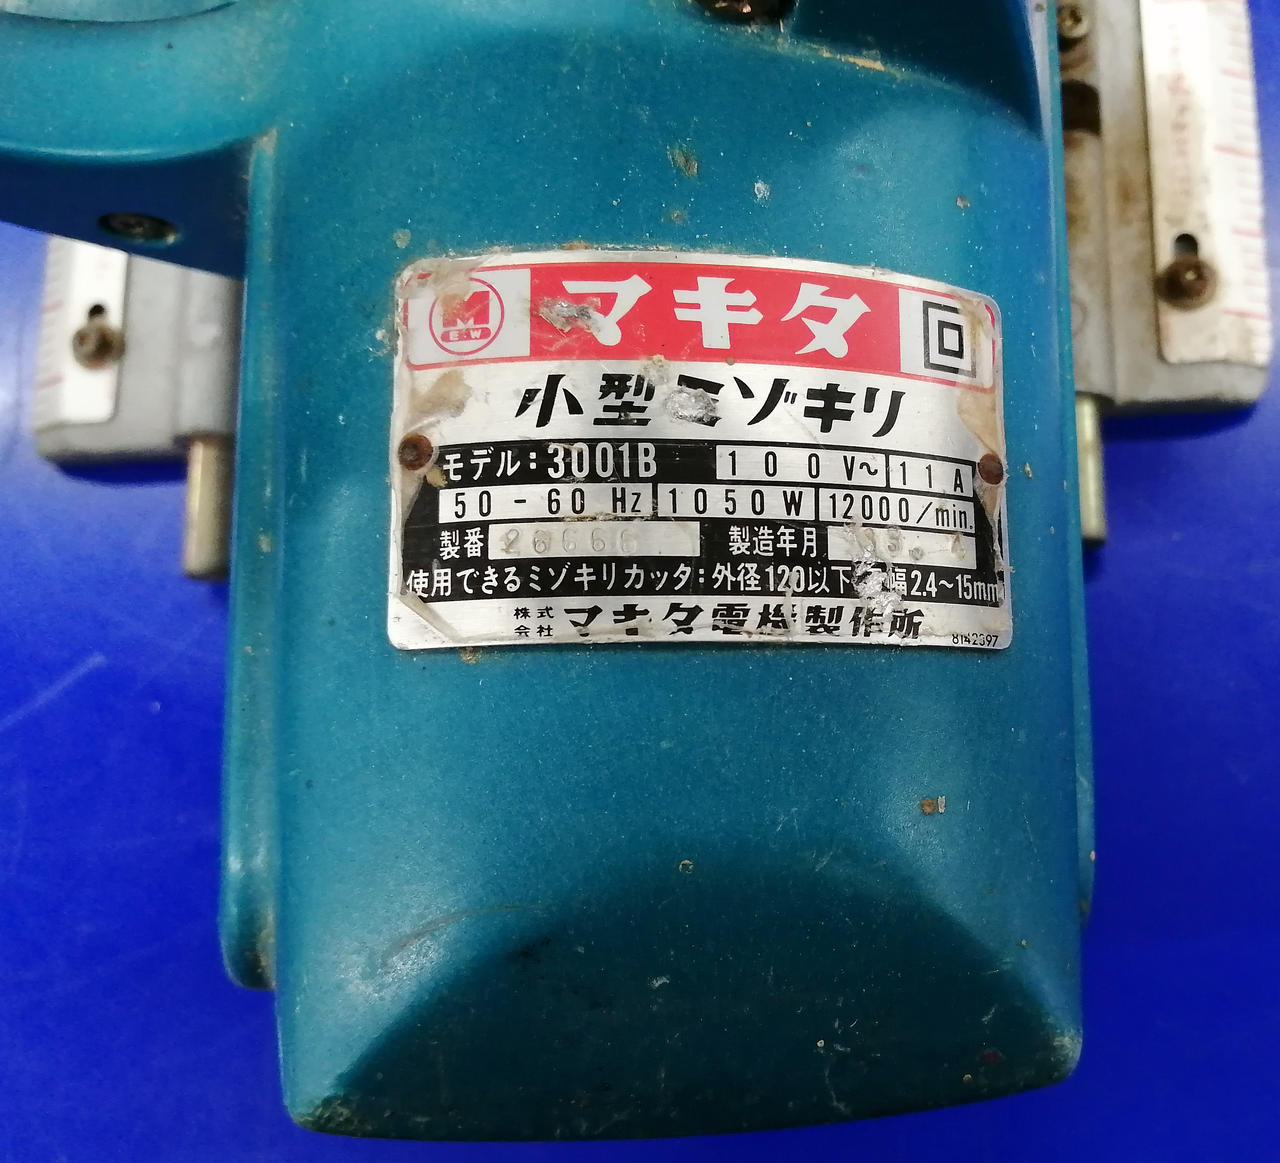 M
E.W マキタ
小型ミゾキリ
モデル:3001B 100V~ 11A
50-60Hz 1050W 12000/min.
製番 26666 製造年月
使用できるミゾキリカッタ:外径120以下 幅2.4~15mm
株式会社 マキタ電機製作所
8142397